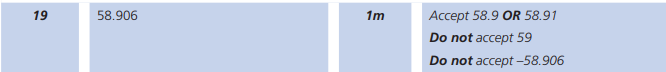 19 58.906 1m Accept 58.9 OR 58.91
Do not accept 59
Do not accept –58.906